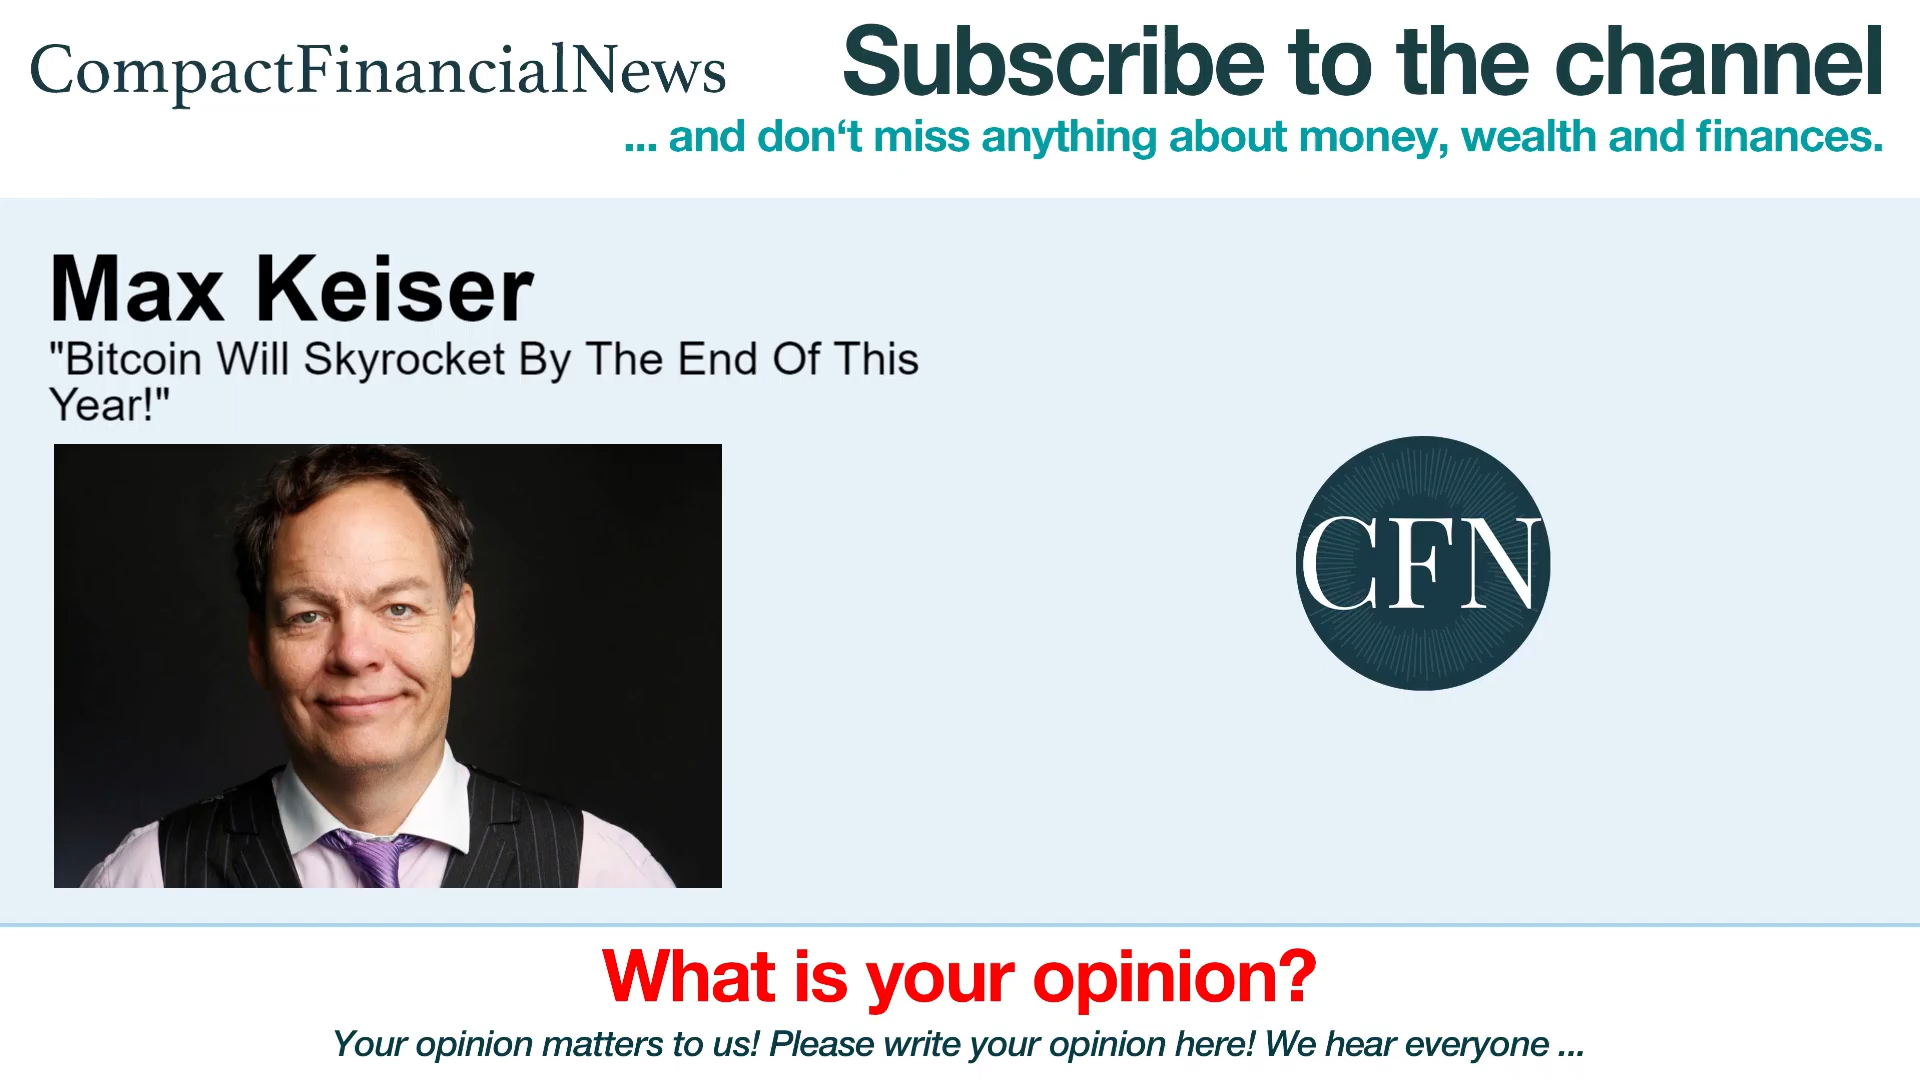 CompactFinancialNews
Subscribe to the channel
... and don‘t miss anything about money, wealth and finances.
Max Keiser
"Bitcoin Will Skyrocket By The End Of This
Year!"
CFN
What is your opinion?
Your opinion matters to us! Please write your opinion here! We hear everyone ...